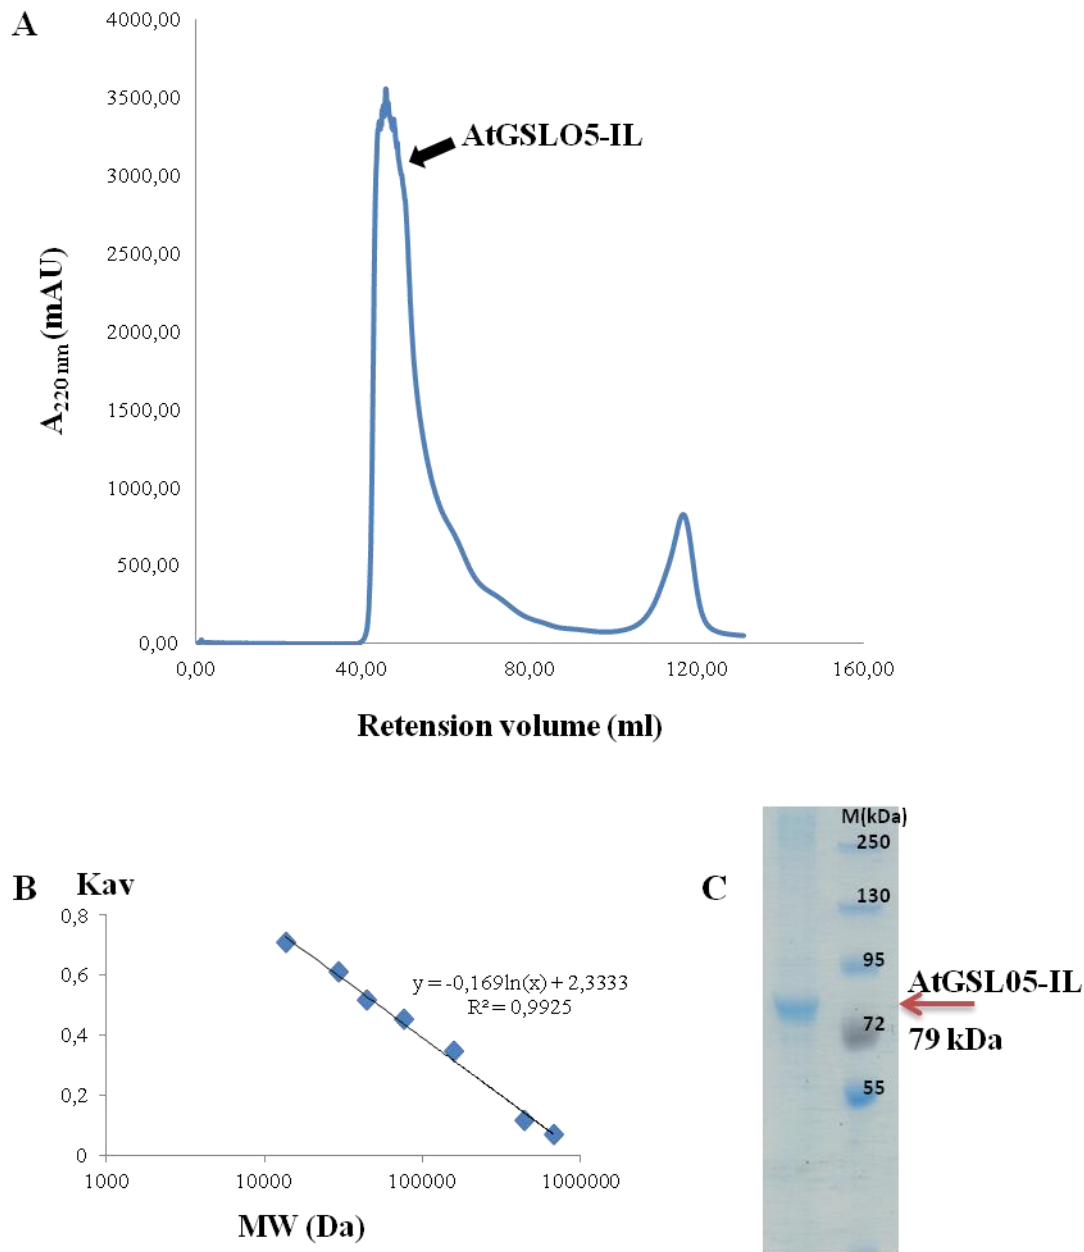 A
4000,00
3500,00
3000,00
2500,00
2000,00
1500,00
1000,00
500,00
0,00
AtGSLO5-IL
A220 nm (mAU)
0,00 40,00 80,00 120,00 160,00
Retension volume (ml)
B Kav
0,8
0,6
0,4
0,2
0
y = -0,169ln(x) + 2,3333
R² = 0,9925
1000 10000 100000 1000000
MW (Da)
C
M(kDa)
250
130
95
72
55
AtGSL05-IL
79 kDa